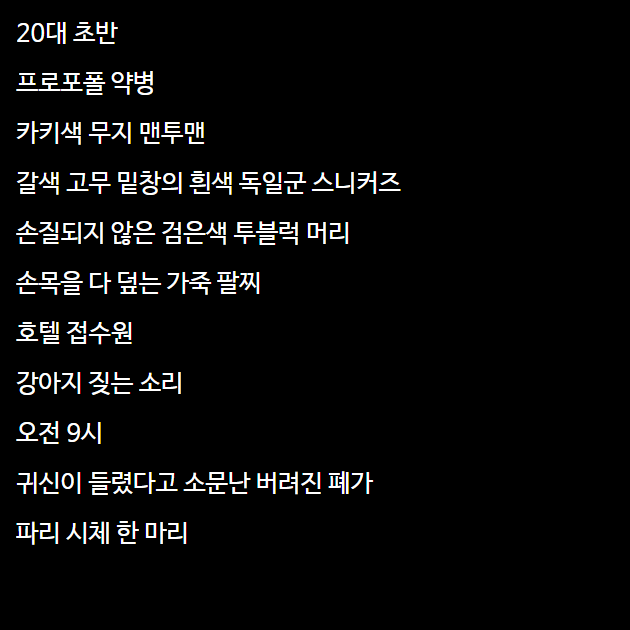 20대 초반
프로포폴 약병
카키색 무지 맨투맨
갈색 고무 밑창의 흰색 독일군 스니커즈
손질되지 않은 검은색 투블럭 머리
손목을 다 덮는 가죽 팔찌
호텔 접수원
강아지 짖는 소리
오전 9시
귀신이 들렸다고 소문난 버려진 폐가
파리 시체 한 마리